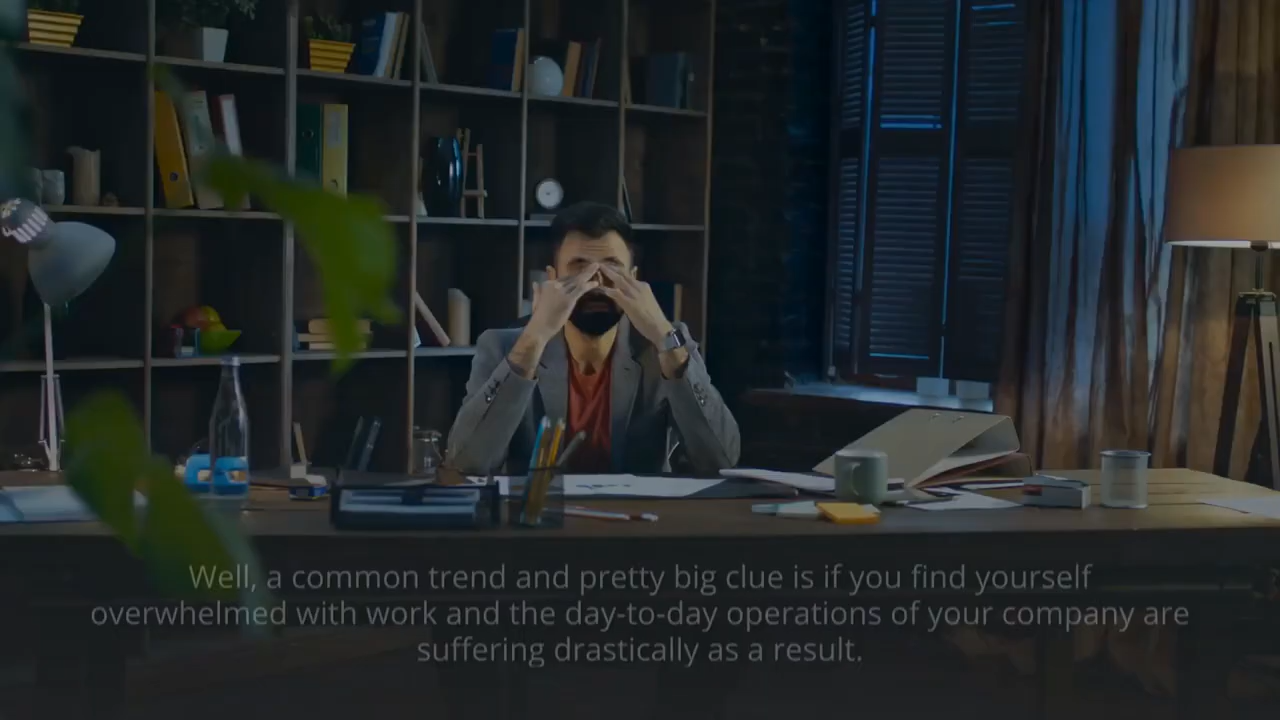 Well, a common trend and pretty big clue is if you find yourself
overwhelmed with work and the day-to-day operations of your company are
suffering drastically as a result.